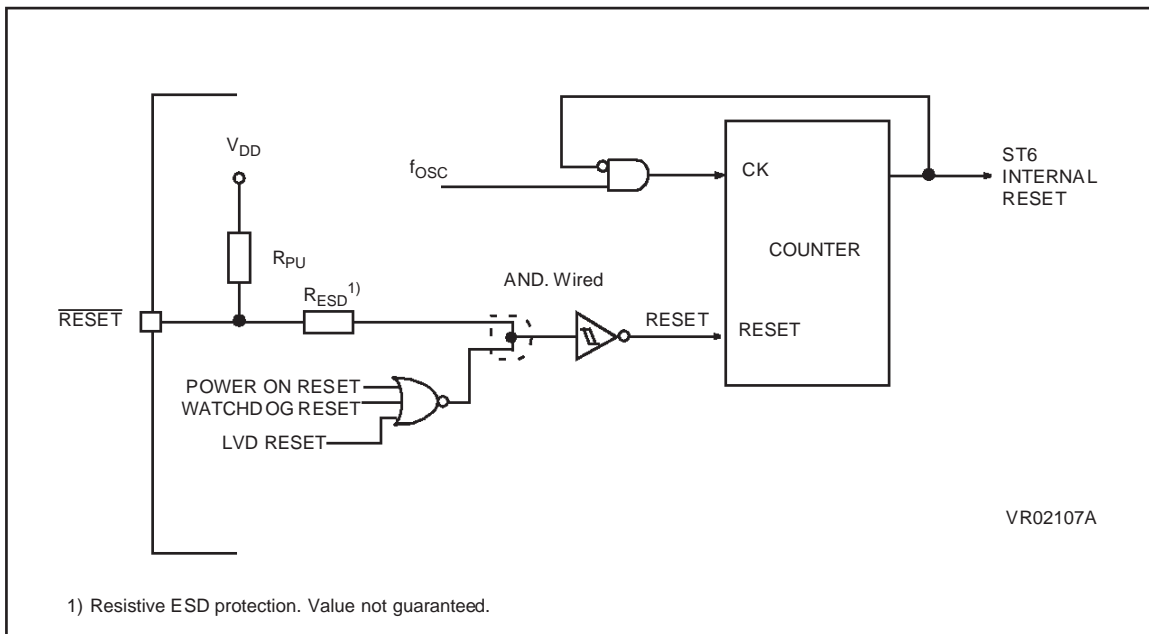 V_DD
f_OSC
CK
ST6
INTERNAL
RESET
R_PU
COUNTER
AND. Wired
R_ESD^1)
RESET
RESET
RESET
POWER ON RESET
WATCHDOG RESET
LVD RESET
VR02107A
1) Resistive ESD protection. Value not guaranteed.